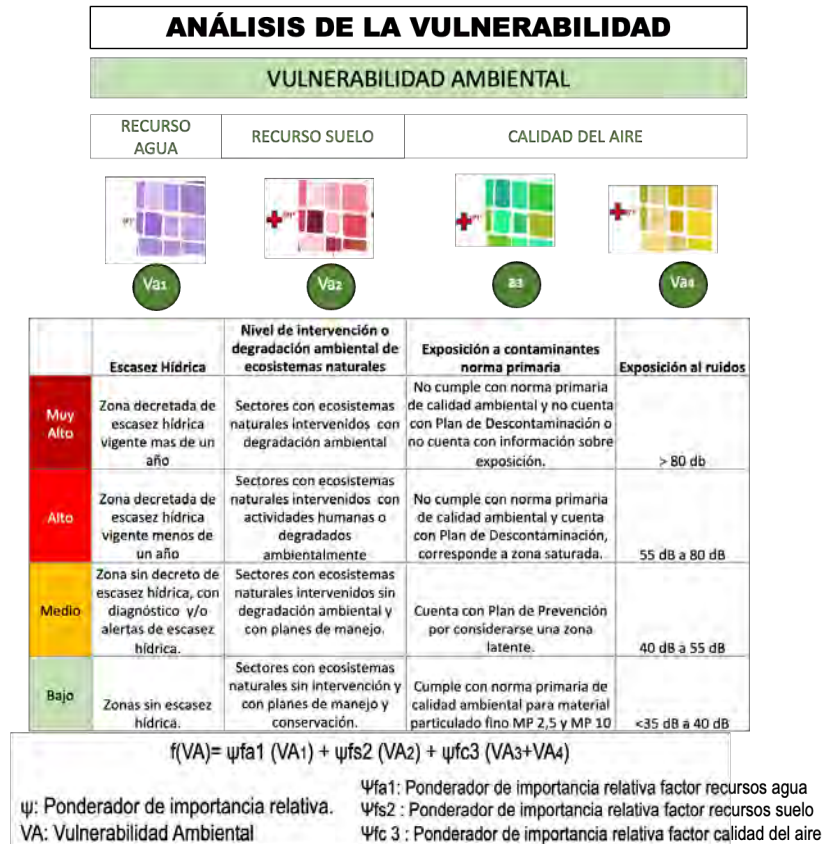 ANÁLISIS DE LA VULNERABILIDAD
VULNERABILIDAD AMBIENTAL
RECURSO
AGUA
RECURSO SUELO
CALIDAD DEL AIRE
Va1
Va2
a3
Va4
Escasez Hídrica
Nivel de intervención o
degradación ambiental de
ecosistemas naturales
Exposición a contaminantes
norma primaria
Exposición al ruidos
Muy
Alto
Zona decretada de
escasez hídrica
vigente mas de un
año
Sectores con ecosistemas
naturales intervenidos con
degradación ambiental
No cumple con norma primaria
de calidad ambiental y no cuenta
con Plan de Descontaminación o
no cuenta con información sobre
exposición.
> 80 db
Alto
Zona decretada de
escasez hídrica
vigente menos de
un año
Sectores con ecosistemas
naturales intervenidos con
actividades humanas o
degradados
ambientalmente
No cumple con norma primaria
de calidad ambiental y cuenta
con Plan de Descontaminación,
corresponde a zona saturada.
55 dB a 80 dB
Medio
Zona sin decreto de
escasez hídrica, con
diagnóstico y/o
alertas de escasez
hídrica.
Sectores con ecosistemas
naturales intervenidos sin
degradación ambiental y
con planes de manejo.
Cuenta con Plan de Prevención
por considerarse una zona
latente.
40 dB a 55 dB
Bajo
Zonas sin escasez
hídrica.
Sectores con ecosistemas
naturales sin intervención y
con planes de manejo y
conservación.
Cumple con norma primaria de
calidad ambiental para material
particulado fino MP 2,5 y MP 10
<35 dB a 40 dB
f(VA)= ψfa1 (VA1) + ψfs2 (VA2) + ψfc3 (VA3+VA4)
ψ: Ponderador de importancia relativa.
VA: Vulnerabilidad Ambiental
Ψfa1: Ponderador de importancia relativa factor recursos agua
Ψfs2 : Ponderador de importancia relativa factor recursos suelo
Ψfc 3 : Ponderador de importancia relativa factor calidad del aire